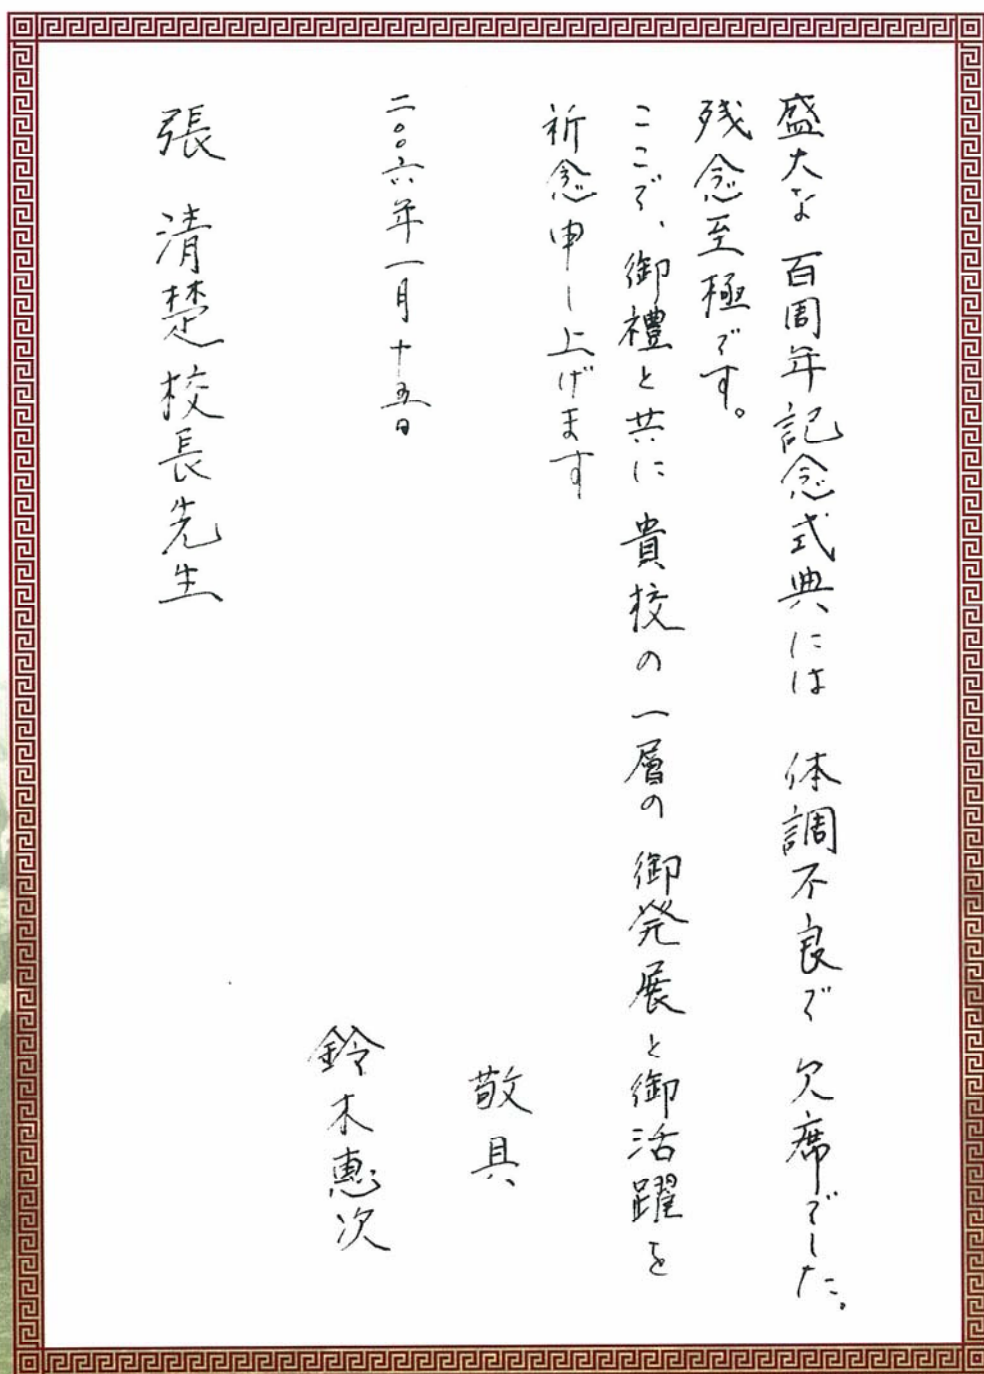 盛大な 百周年記念式典には 体調不良で 欠席でした。
残念至極です。
ここで、御禮と共に 貴校の一層の 御発展と御活躍を
祈念申し上げます
敬具
二〇〇六年一月十五日
鈴木惠次
張 清楚校長先生